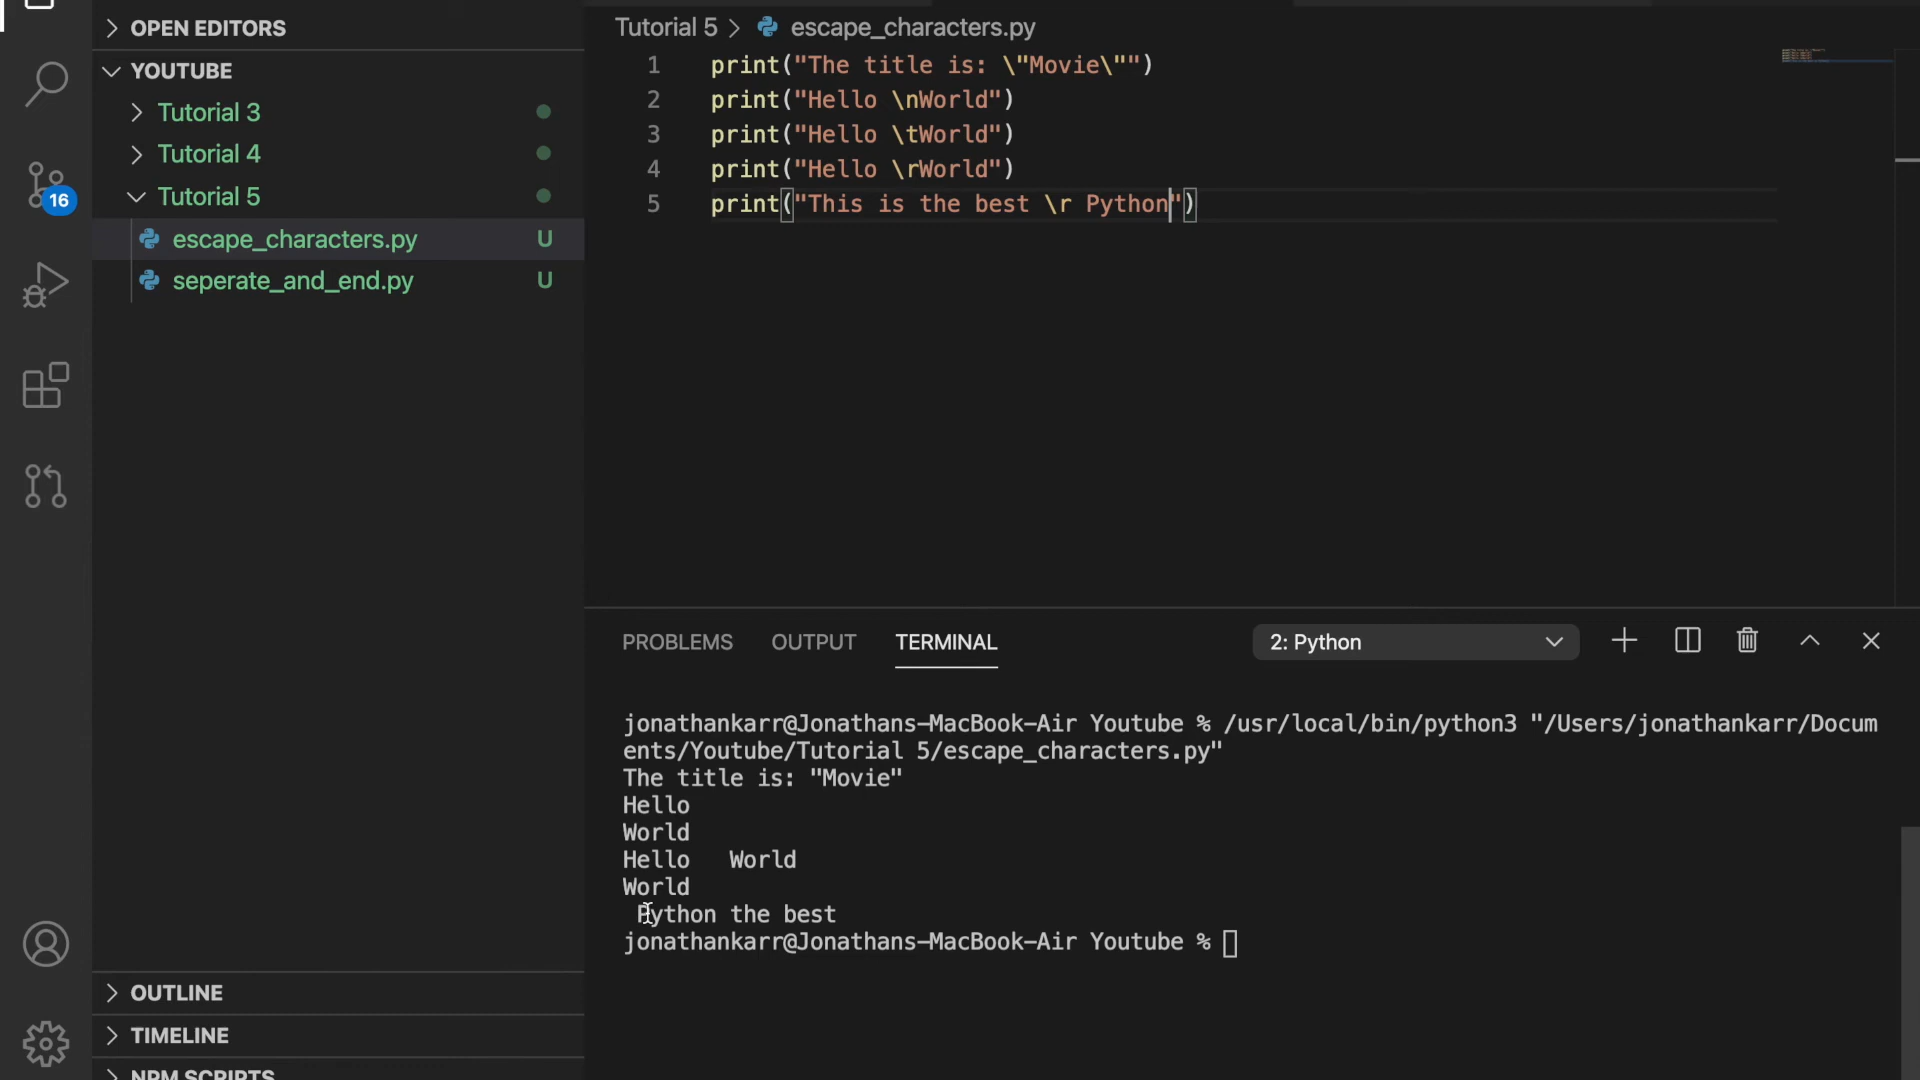 OPEN EDITORS
YOUTUBE
Tutorial 3
Tutorial 4
Tutorial 5
escape_characters.py U
seperate_and_end.py U
16
OUTLINE
TIMELINE
NPM SCRIPTS
Tutorial 5 > escape_characters.py
1 print("The title is: \"Movie\"")
2 print("Hello \nWorld")
3 print("Hello \tWorld")
4 print("Hello \rWorld")
5 print("This is the best \r Python")
PROBLEMS OUTPUT TERMINAL 2: Python
jonathankarr@Jonathans-MacBook-Air Youtube % /usr/local/bin/python3 "/Users/jonathankarr/Docum
ents/Youtube/Tutorial 5/escape_characters.py"
The title is: "Movie"
Hello
World
Hello   World
World
 Python the best
jonathankarr@Jonathans-MacBook-Air Youtube %